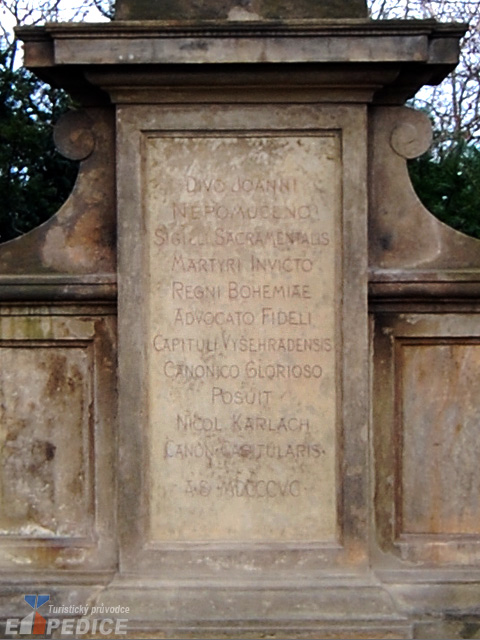 DIVO JOANNI
NEPOMUCENO
SIGILLI SACRAMENTALIS
MARTYRI INVICTO
REGNI BOHEMIAE
ADVOCATO FIDELI
CAPITULI VYŠEHRADENSIS
CANONICO GLORIOSO
POSUIT
NICOL. KARLACH
CANON. CAPITULARIS.
Turistický průvodce
EXPEDICE